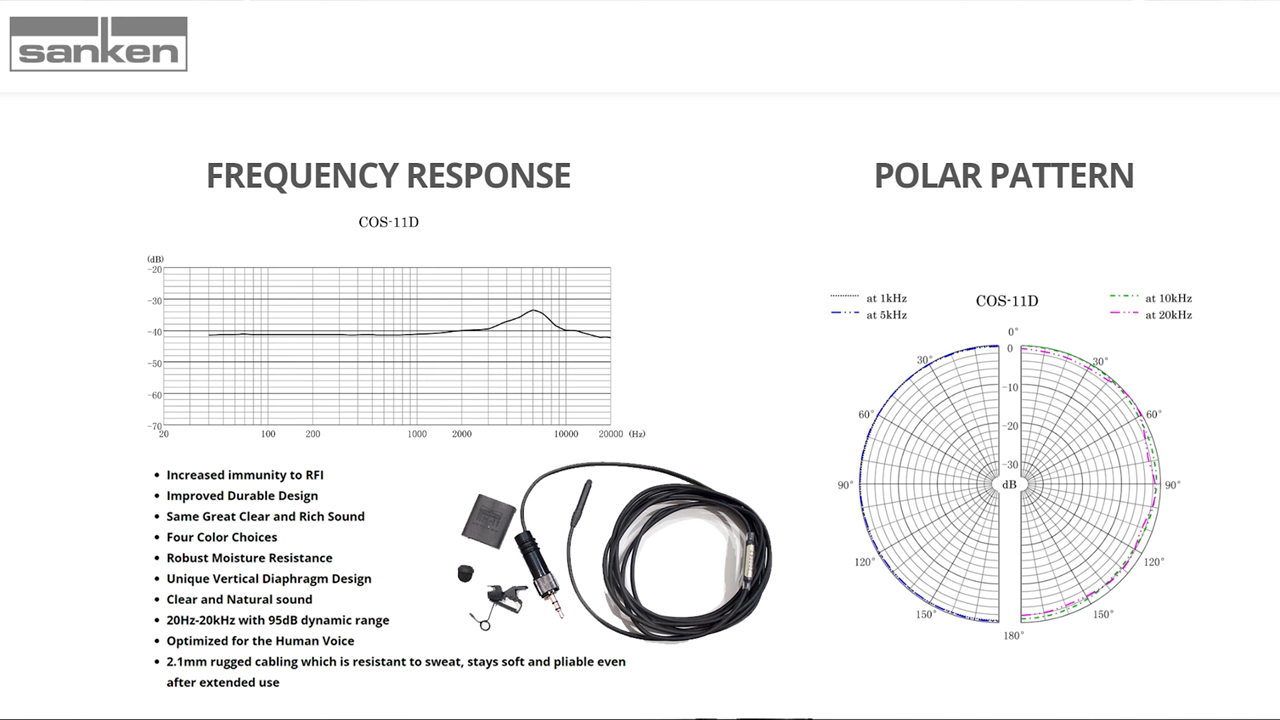 sanken
FREQUENCY RESPONSE
COS-11D
(dB)
-20
-30
-40
-50
-60
-70
20 100 200 1000 2000 10000 20000 (Hz)
• Increased immunity to RFI
• Improved Durable Design
• Same Great Clear and Rich Sound
• Four Color Choices
• Robust Moisture Resistance
• Unique Vertical Diaphragm Design
• Clear and Natural sound
• 20Hz-20kHz with 95dB dynamic range
• Optimized for the Human Voice
• 2.1mm rugged cabling which is resistant to sweat, stays soft and pliable even
after extended use
POLAR PATTERN
at 1kHz COS-11D at 10kHz
at 5kHz at 20kHz
0°
0
30° 30°
-10
60° 60°
-20
-30
90° dB 90°
120° 120°
150° 150°
180°